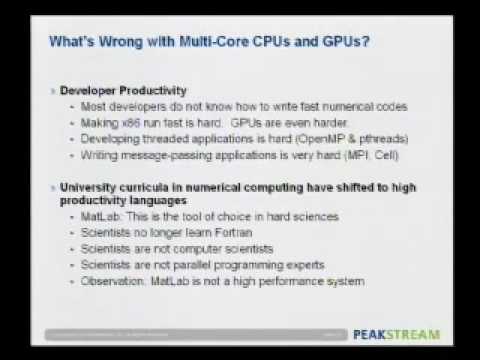 What's Wrong with Multi-Core CPUs and GPUs?
Developer Productivity
Most developers do not know how to write fast numerical codes
Making x86 run fast is hard. GPUs are even harder.
Developing threaded applications is hard (OpenMP & pthreads)
Writing message-passing applications is very hard (MPI, Cell)
University curricula in numerical computing have shifted to high
productivity languages
MatLab: This is the tool of choice in hard sciences
Scientists no longer learn Fortran
Scientists are not computer scientists
Scientists are not parallel programming experts
Observation: MatLab is not a high performance system
PEAKSTREAM